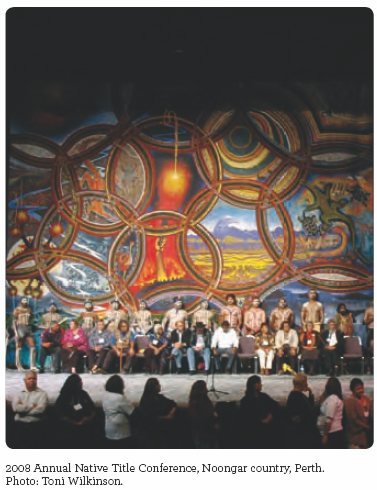 2008 Annual Native Title Conference, Noongar country, Perth.
Photo: Toni Wilkinson.